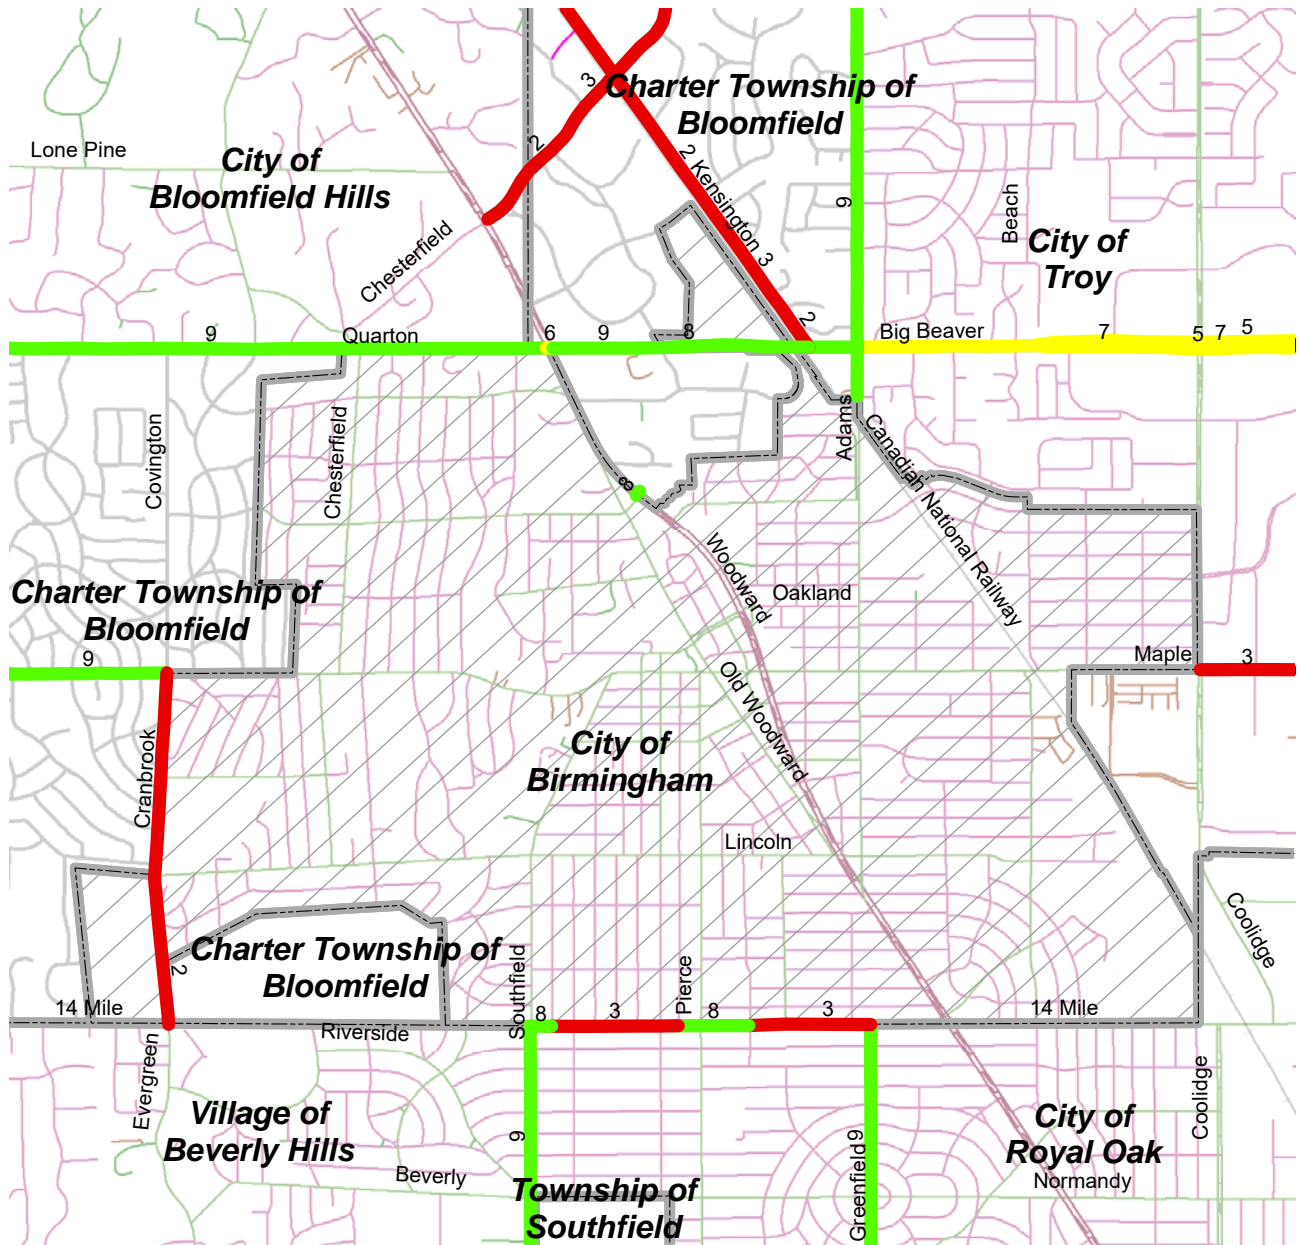 3
Charter Township of
Bloomfield
Lone Pine
City of
Bloomfield Hills
2
2 Kensington 3
9
Beach
City of
Troy
Chesterfield
9
Quarton
6
9
8
2
Big Beaver
7
5
7
5
Covington
Chesterfield
Adams
Canadian National Railway
8
Woodward
Oakland
Charter Township of
Bloomfield
9
Maple
3
Old Woodward
City of
Birmingham
Cranbrook
Lincoln
Charter Township of
Bloomfield
2
Southfield
Pierce
Coolidge
14 Mile
Riverside
8
3
8
3
14 Mile
Evergreen
Village of
Beverly Hills
9
9
Greenfield
City of
Royal Oak
Coolidge
Beverly
Normandy
Township of
Southfield